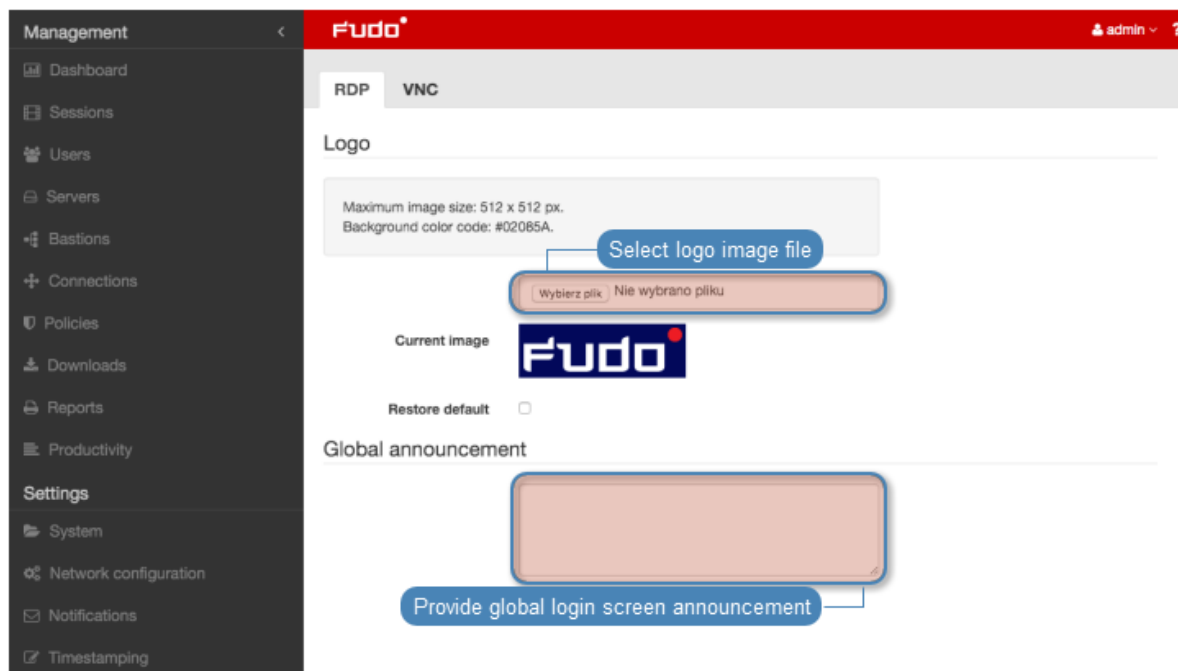 Management
Dashboard
Sessions
Users
Servers
Bastions
Connections
Policies
Downloads
Reports
Productivity
Settings
System
Network configuration
Notifications
Timestamping
FUDO
admin
?
RDP VNC
Logo
Maximum image size: 512 x 512 px.
Background color code: #02085A.
Select logo image file
Wybierz plik Nie wybrano pliku
Current image
FUDO
Restore default
Global announcement
Provide global login screen announcement